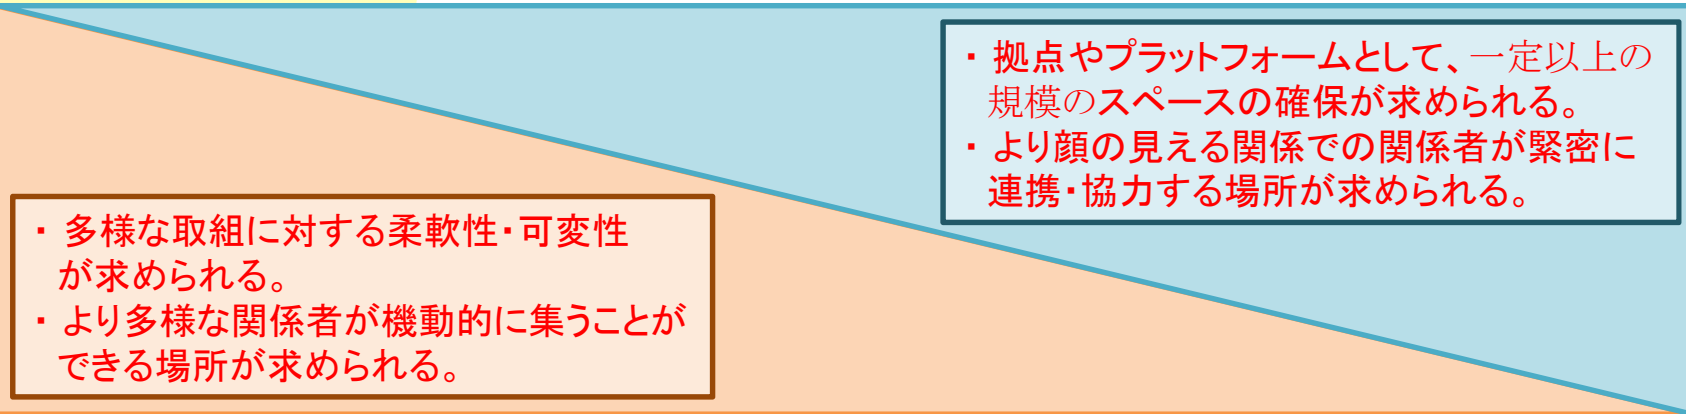 ・ 拠点やプラットフォームとして、一定以上の
規模のスペースの確保が求められる。
・ より顔の見える関係での関係者が緊密に
連携・協力する場所が求められる。
・ 多様な取組に対する柔軟性・可変性
が求められる。
・ より多様な関係者が機動的に集うことが
できる場所が求められる。